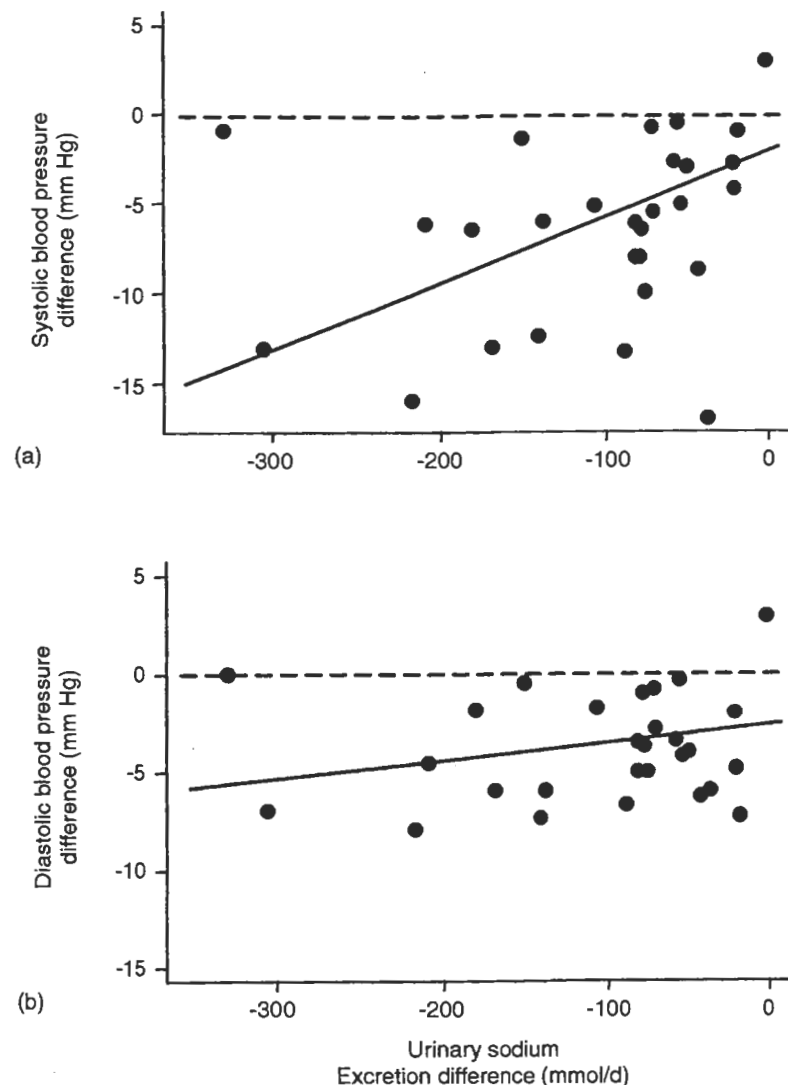 5
0
-5
-10
-15
Systolic blood pressure
difference (mm Hg)
(a)
-300
-200
-100
0
5
0
-5
-10
-15
Diastolic blood pressure
difference (mm Hg)
(b)
-300
-200
-100
0
Urinary sodium
Excretion difference (mmol/d)